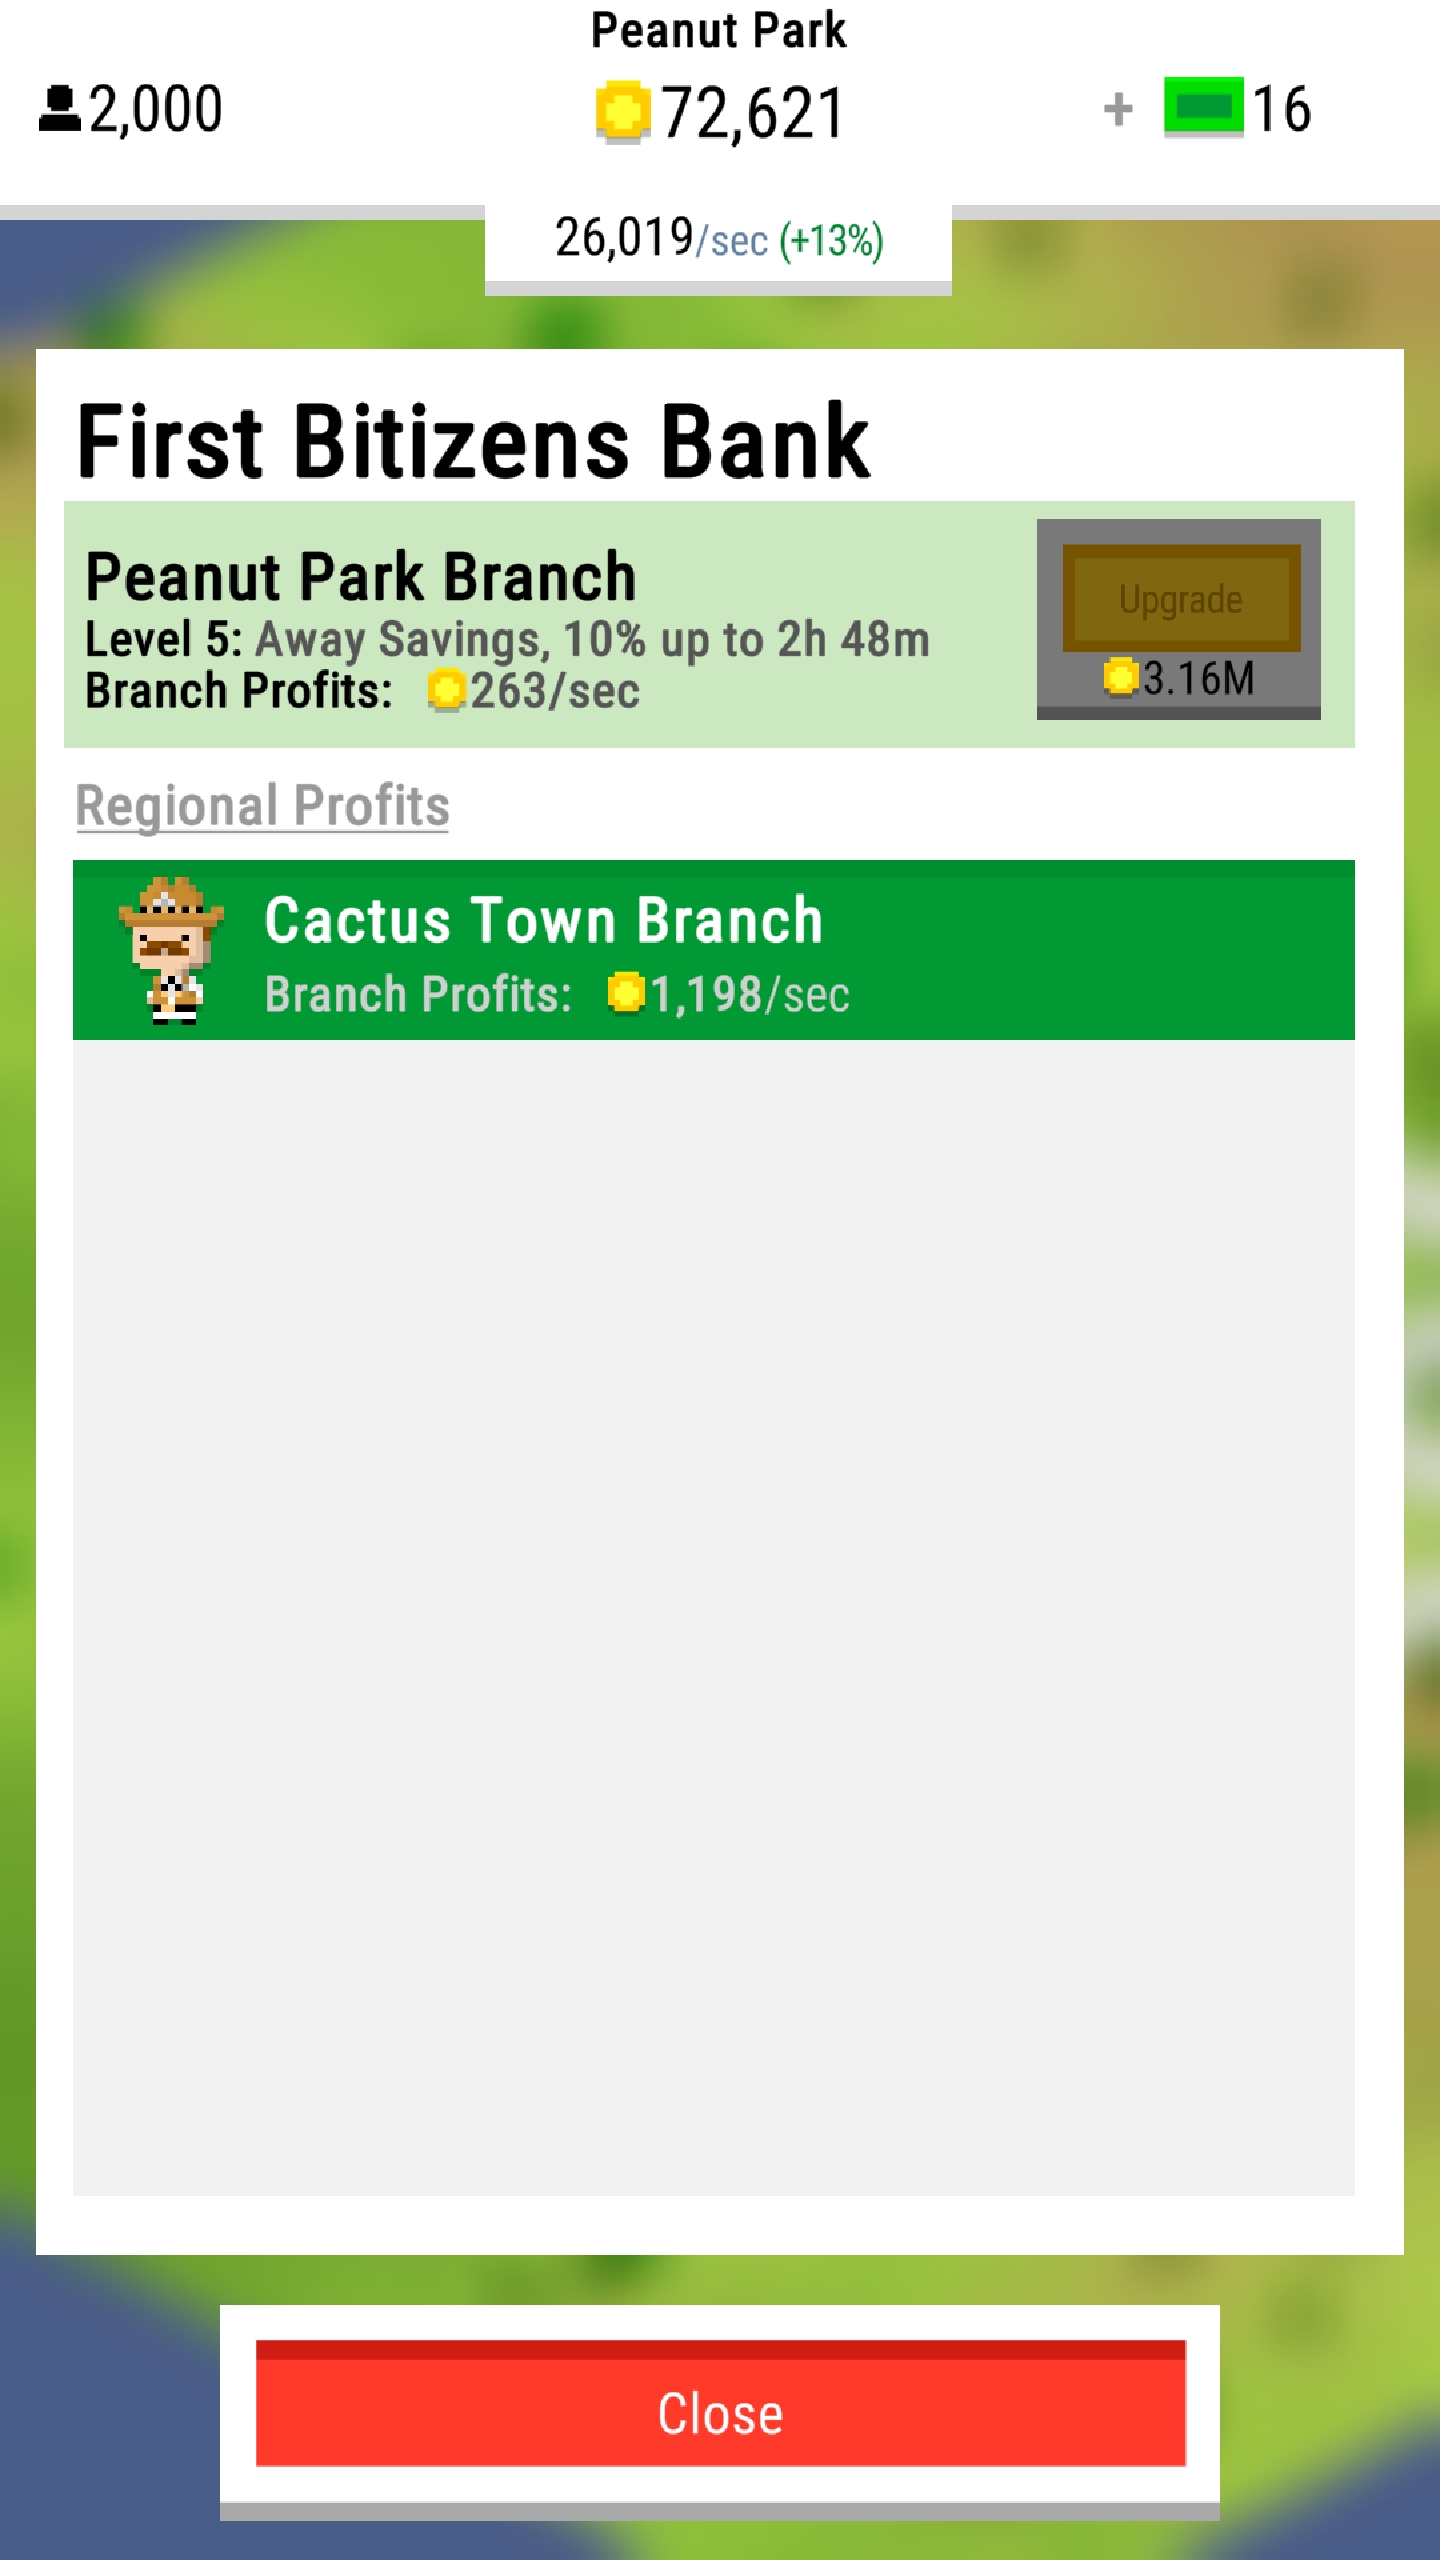 Peanut Park
2,000
72,621
+ 16
26,019/sec (+13%)
First Bitizens Bank
Peanut Park Branch
Level 5: Away Savings, 10% up to 2h 48m
Branch Profits: 263/sec
Upgrade
3.16M
Regional Profits
Cactus Town Branch
Branch Profits: 1,198/sec
Close